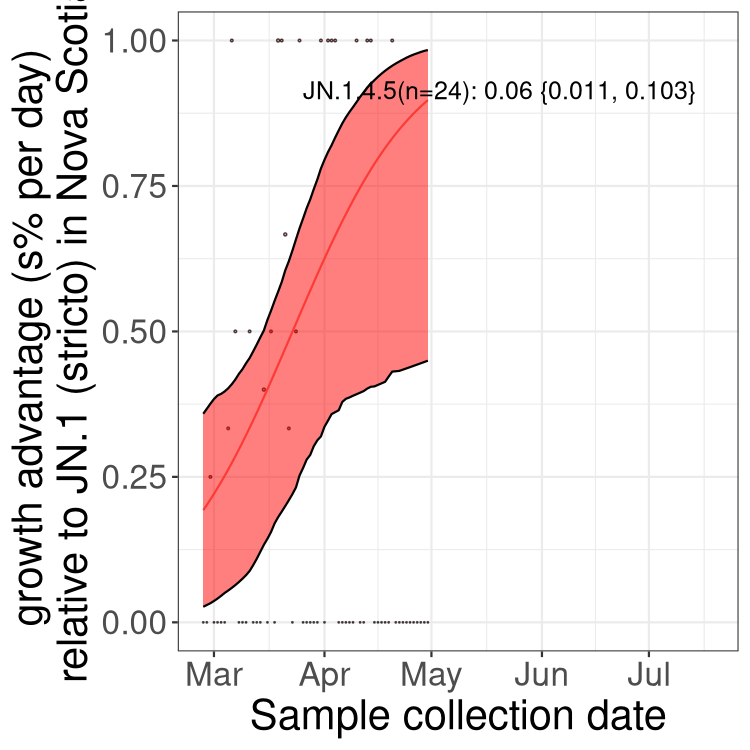 growth advantage (s% per day)
relative to JN.1 (stricto) in Nova Scotia
1.00
JN.1.4.5(n=24): 0.06 {0.011, 0.103}
0.75
0.50
0.25
0.00
Mar Apr May Jun Jul
Sample collection date